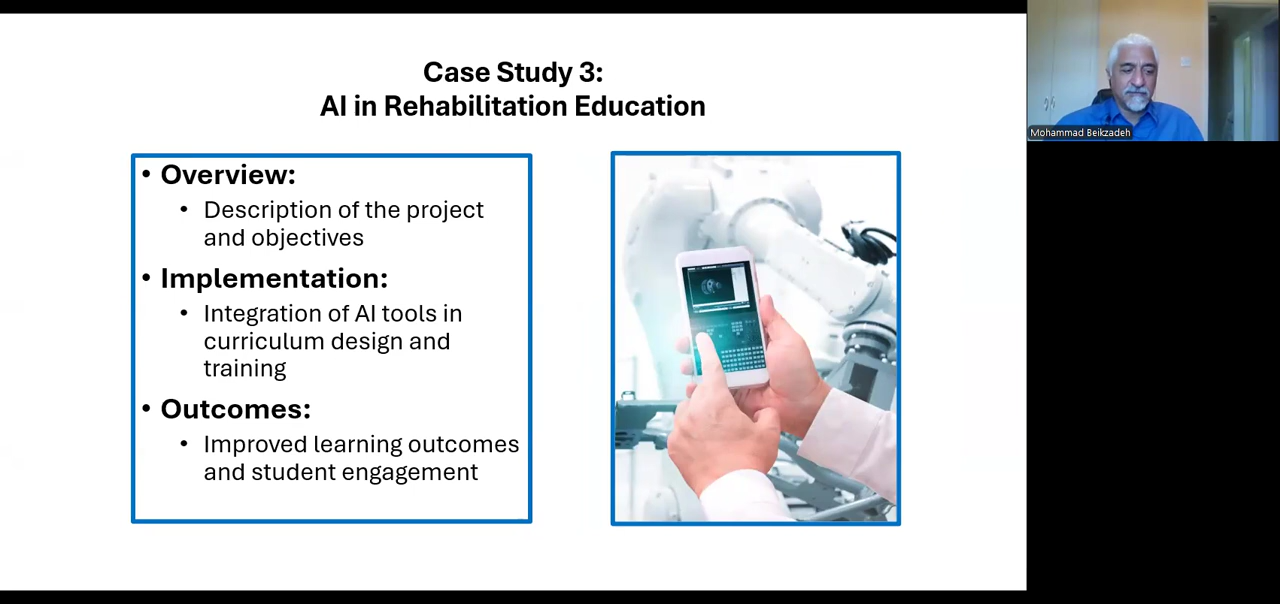 Case Study 3:
AI in Rehabilitation Education
• Overview:
• Description of the project
and objectives
• Implementation:
• Integration of AI tools in
curriculum design and
training
• Outcomes:
• Improved learning outcomes
and student engagement
Mohammad Beikzadeh